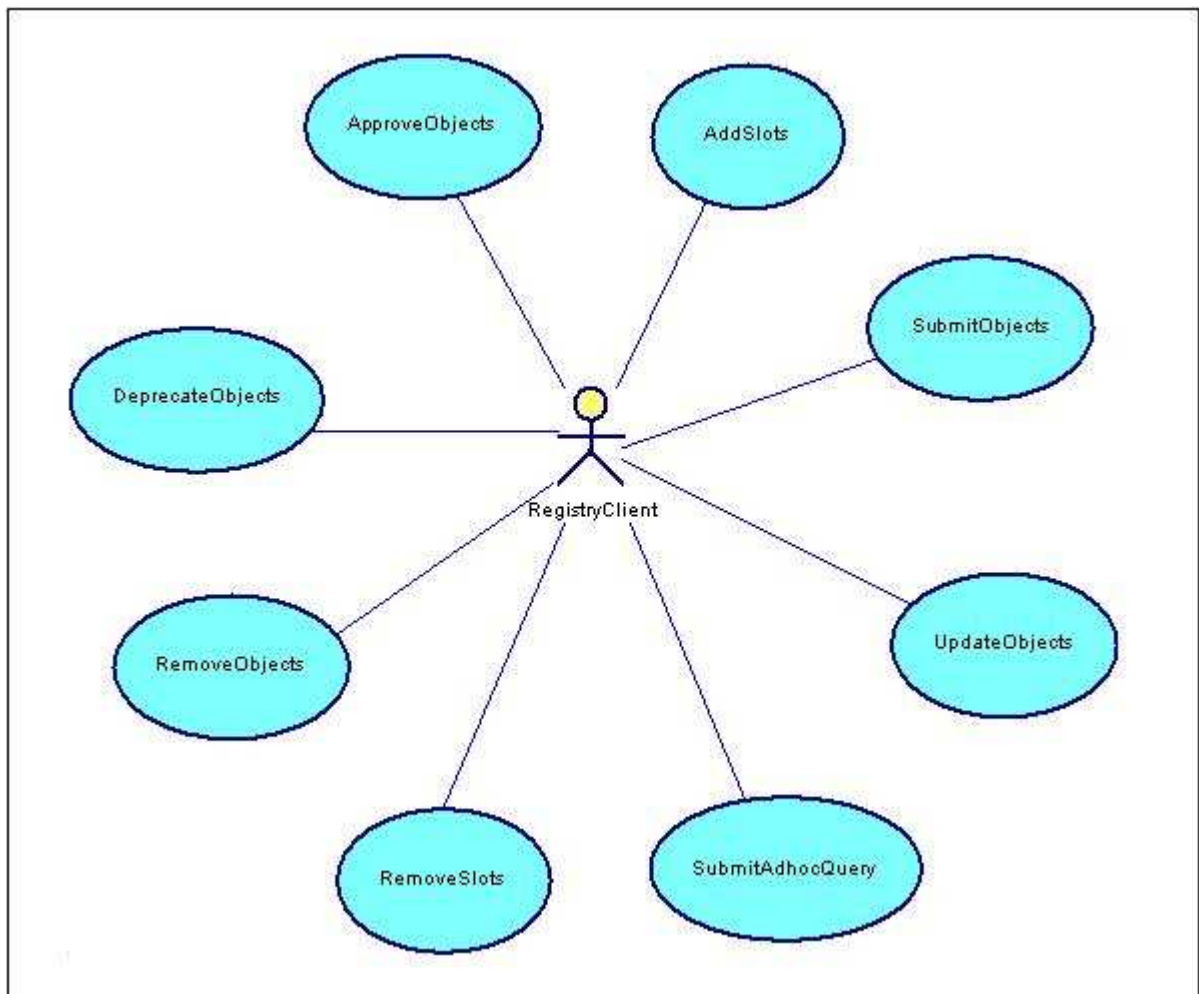 ApproveObjects
AddSlots
SubmitObjects
DeprecateObjects
RegistryClient
UpdateObjects
RemoveObjects
RemoveSlots
SubmitAdhocQuery